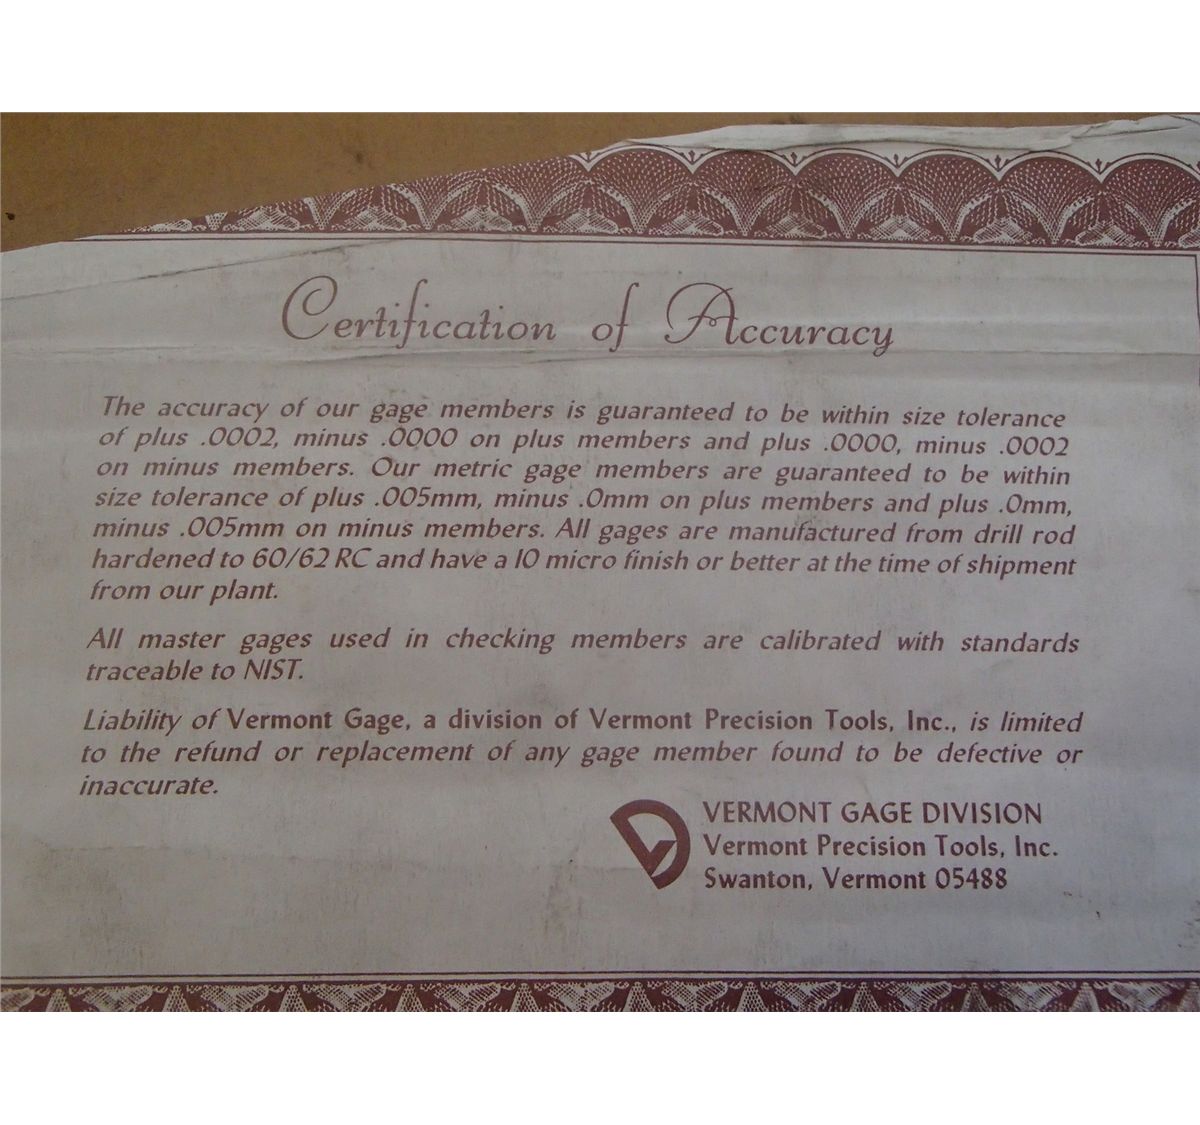 Certification of Accuracy
The accuracy of our gage members is guaranteed to be within size tolerance
of plus .0002, minus .0000 on plus members and plus .0000, minus .0002
on minus members. Our metric gage members are guaranteed to be within
size tolerance of plus .005mm, minus .0mm on plus members and plus .0mm,
minus .005mm on minus members. All gages are manufactured from drill rod
hardened to 60/62 RC and have a 10 micro finish or better at the time of shipment
from our plant.
All master gages used in checking members are calibrated with standards
traceable to NIST.
Liability of Vermont Gage, a division of Vermont Precision Tools, Inc., is limited
to the refund or replacement of any gage member found to be defective or
inaccurate.
VERMONT GAGE DIVISION
Vermont Precision Tools, Inc.
Swanton, Vermont 05488